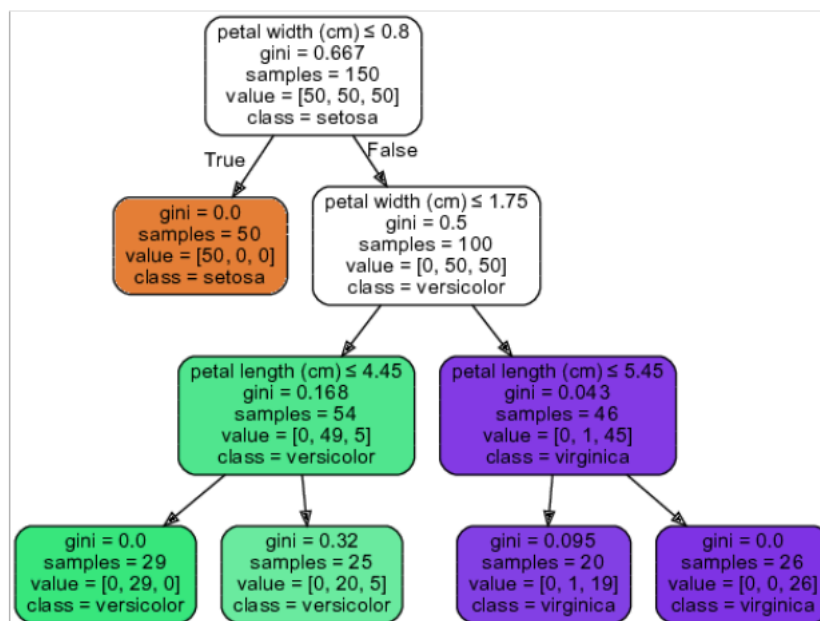 petal width (cm) ≤ 0.8
gini = 0.667
samples = 150
value = [50, 50, 50]
class = setosa
True
False
gini = 0.0
samples = 50
value = [50, 0, 0]
class = setosa
petal width (cm) ≤ 1.75
gini = 0.5
samples = 100
value = [0, 50, 50]
class = versicolor
petal length (cm) ≤ 4.45
gini = 0.168
samples = 54
value = [0, 49, 5]
class = versicolor
petal length (cm) ≤ 5.45
gini = 0.043
samples = 46
value = [0, 1, 45]
class = virginica
gini = 0.0
samples = 29
value = [0, 29, 0]
class = versicolor
gini = 0.32
samples = 25
value = [0, 20, 5]
class = versicolor
gini = 0.095
samples = 20
value = [0, 1, 19]
class = virginica
gini = 0.0
samples = 26
value = [0, 0, 26]
class = virginica